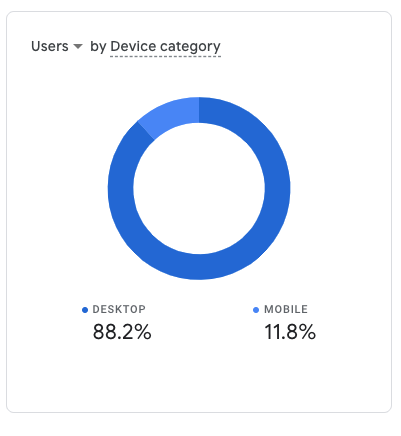 Users by Device category
DESKTOP
88.2%
MOBILE
11.8%